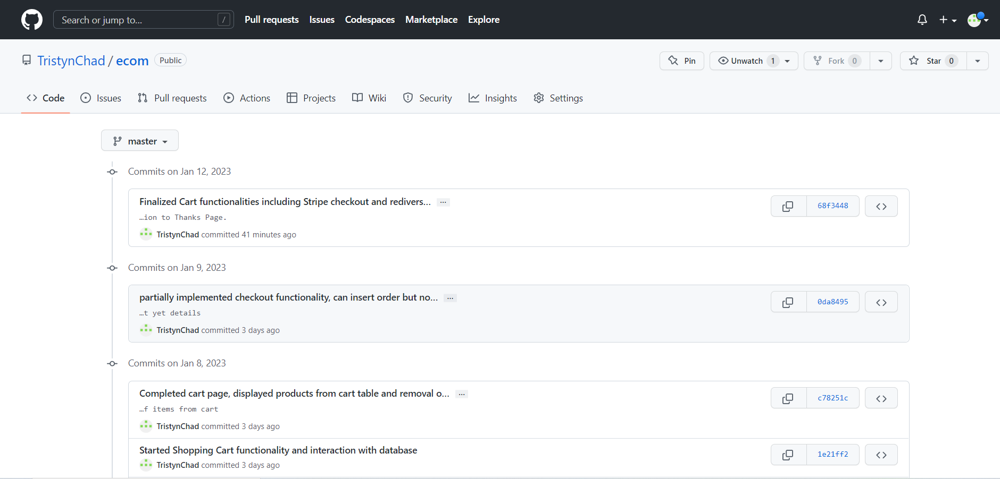 Search or jump to... /
Pull requests Issues Codespaces Marketplace Explore
TristynChad / ecom Public
Pin Unwatch 1 Fork 0 Star 0
Code Issues Pull requests Actions Projects Wiki Security Insights Settings
master
Commits on Jan 12, 2023
Finalized Cart functionalities including Stripe checkout and redivers... ...
…ion to Thanks Page.
68f3448
TristynChad committed 41 minutes ago
Commits on Jan 9, 2023
partially implemented checkout functionality, can insert order but no... ...
…t yet details
0da8495
TristynChad committed 3 days ago
Commits on Jan 8, 2023
Completed cart page, displayed products from cart table and removal o... ...
…f items from cart
c78251c
TristynChad committed 3 days ago
Started Shopping Cart functionality and interaction with database
1e21ff2
TristynChad committed 3 days ago